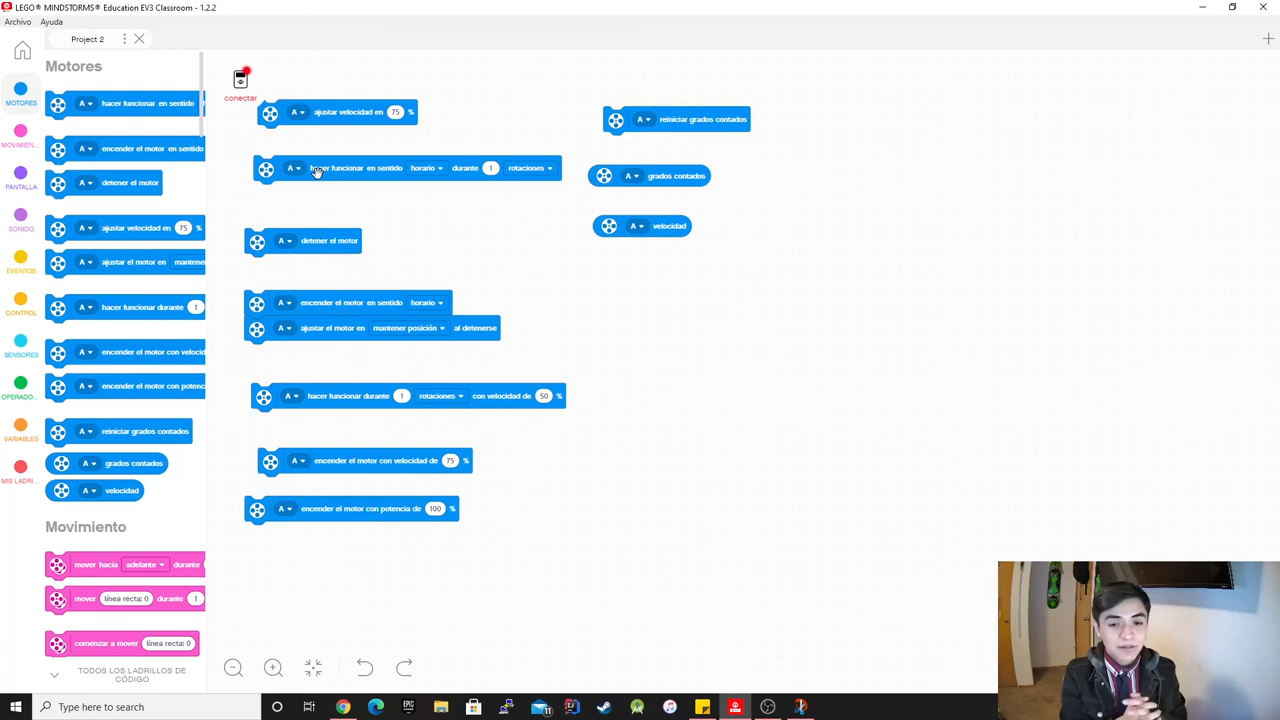 LEGO® MINDSTORMS® Education EV3 Classroom - 1.2.2
Archivo Ayuda
Project 2
Motores
MOTORES
MOVIMIEN...
PANTALLA
SONIDO
EVENTOS
CONTROL
SENSORES
OPERADO...
VARIABLES
MIS LADRI...
A hacer funcionar en sentido
A encender el motor en sentido
A detener el motor
A ajustar velocidad en 75 %
A ajustar el motor en mantener
A hacer funcionar durante 1
A encender el motor con velocid
A encender el motor con potenc
A reiniciar grados contados
A grados contados
A velocidad
Movimiento
mover hacia adelante durante
mover línea recta: 0 durante 1
comenzar a mover línea recta: 0
TODOS LOS LADRILLOS DE
CÓDIGO
conectar
A ajustar velocidad en 75 %
A hacer funcionar en sentido horario durante 1 rotaciones
A detener el motor
A encender el motor en sentido horario
A ajustar el motor en mantener posición al detenerse
A hacer funcionar durante 1 rotaciones con velocidad de 50 %
A encender el motor con velocidad de 75 %
A encender el motor con potencia de 100 %
A reiniciar grados contados
A grados contados
A velocidad
Type here to search
EPIC
GAMES
11